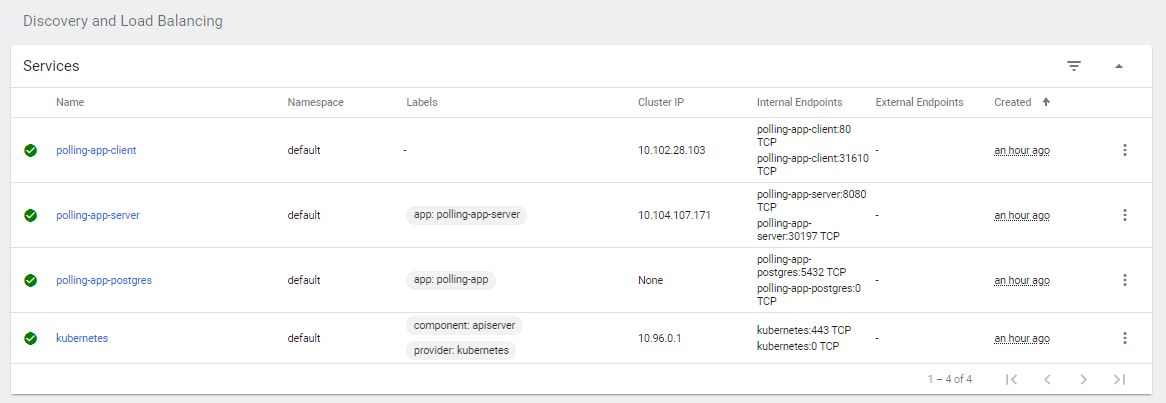 Discovery and Load Balancing
Services
Name Namespace Labels Cluster IP Internal Endpoints External Endpoints Created
polling-app-client default - 10.102.28.103 polling-app-client:80 TCP polling-app-client:31610 TCP - an hour ago
polling-app-server default app: polling-app-server 10.104.107.171 polling-app-server:8080 TCP polling-app-server:30197 TCP - an hour ago
polling-app-postgres default app: polling-app None polling-app-postgres:5432 TCP polling-app-postgres:0 TCP - an hour ago
kubernetes default component: apiserver provider: kubernetes 10.96.0.1 kubernetes:443 TCP kubernetes:0 TCP - an hour ago
1 – 4 of 4